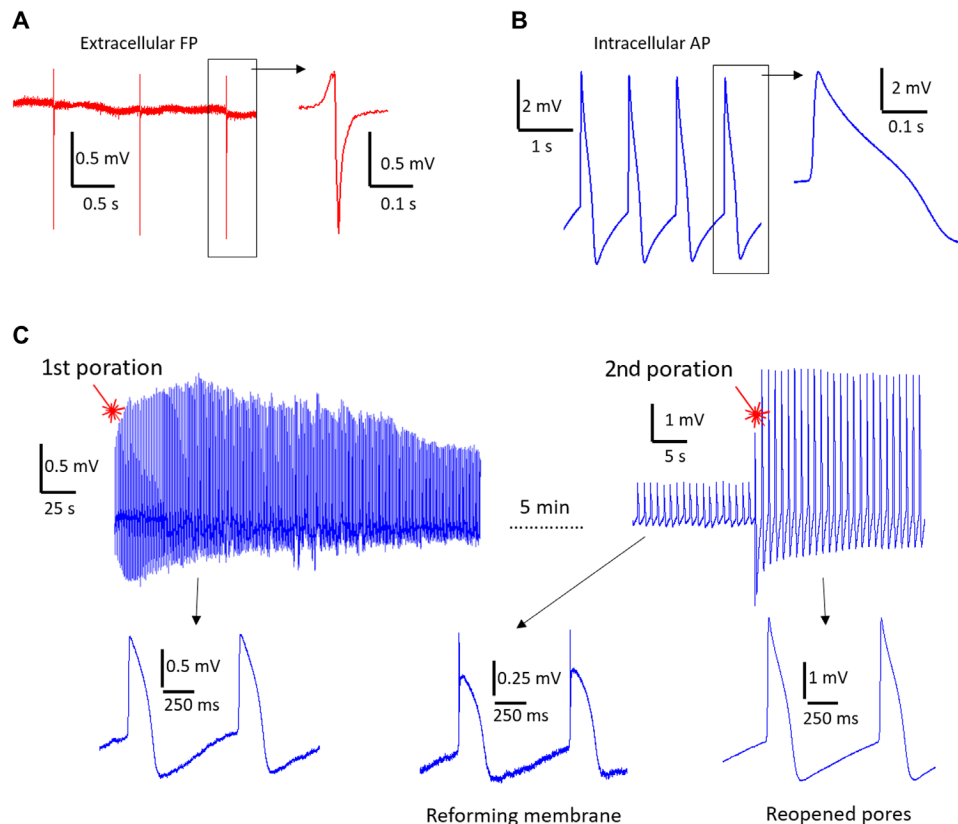 A
Extracellular FP
0.5 mV
0.5 s
0.5 mV
0.1 s
B
Intracellular AP
2 mV
1 s
2 mV
0.1 s
C
1st poration
0.5 mV
25 s
5 min
2nd poration
1 mV
5 s
0.5 mV
250 ms
0.25 mV
250 ms
1 mV
250 ms
Reforming membrane
Reopened pores